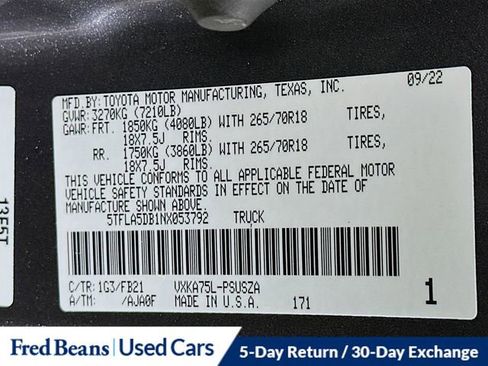 09/22
MFD.BY:TOYOTA MOTOR MANUFACTURING, TEXAS, INC.
GVWR:3270KG (7210LB)
GAWR: FRT. 1850KG (4080LB) WITH 265/70R18 TIRES,
18X7.5J RIMS,
RR. 1750KG (3860LB) WITH 265/70R18 TIRES,
18X7.5J RIMS.
THIS VEHICLE CONFORMS TO ALL APPLICABLE FEDERAL MOTOR
VEHICLE SAFETY STANDARDS IN EFFECT ON THE DATE OF
MANUFACTURE SHOWN ABOVE.
5TFLA5DB1NX053792 TRUCK
C/TR: 1G3/FB21 VXKA75L-PSUSZA
A/TM: /AJA0F MADE IN U.S.A. 171
1
13E5T
Fred Beans | Used Cars
5-Day Return / 30-Day Exchange